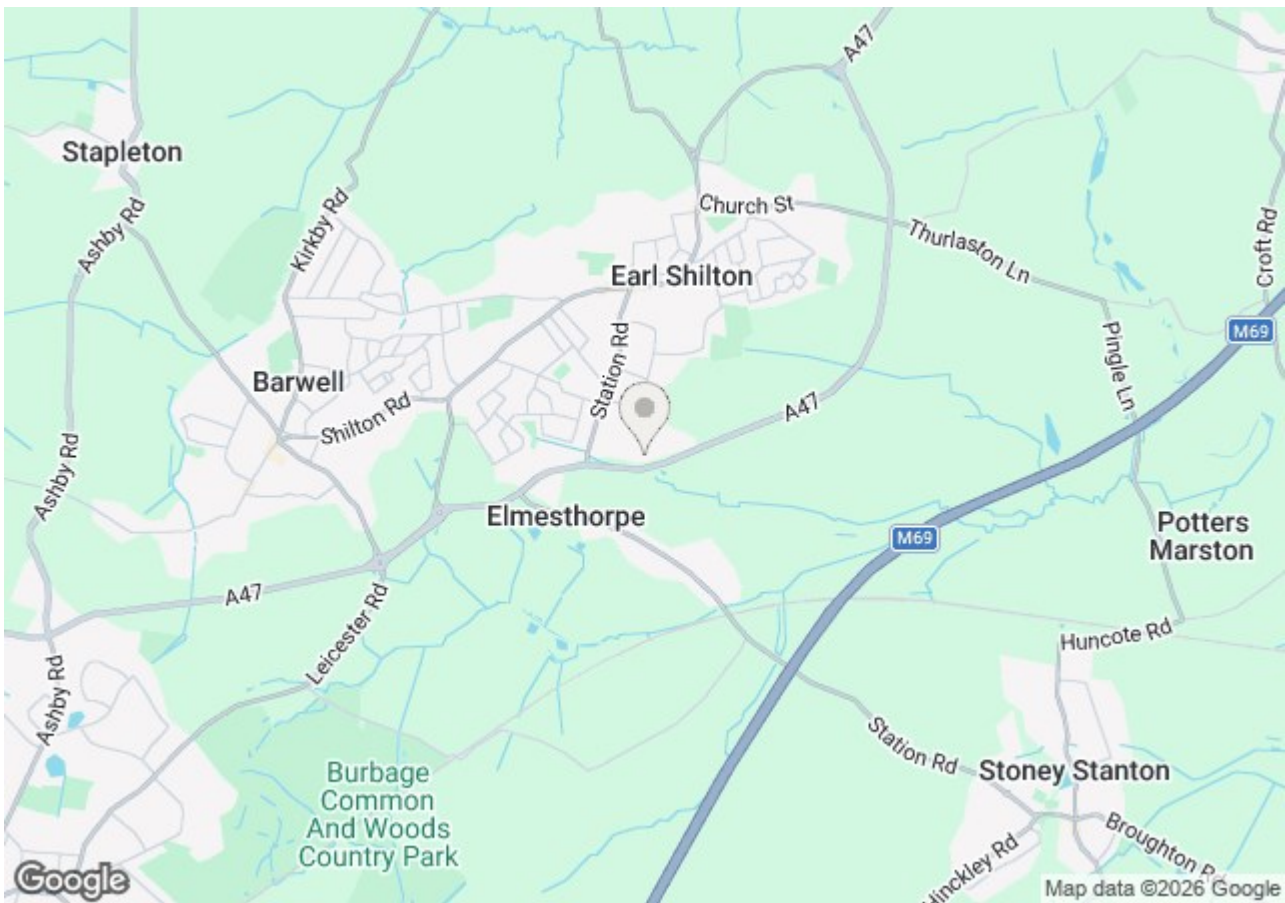 A47
Stapleton
Ashby Rd
Kirkby Rd
Church St
Thurlaston Ln
Croft Rd
Earl Shilton
M69
Station Rd
Pingle Ln
Barwell
Shilton Rd
A47
Ashby Rd
Elmesthorpe
M69
Potters
Marston
A47
Leicester Rd
Huncote Rd
Ashby Rd
Station Rd
Stoney Stanton
Burbage
Common
And Woods
Country Park
Broughton Rd
Hinckley Rd
Google
Map data ©2026 Google